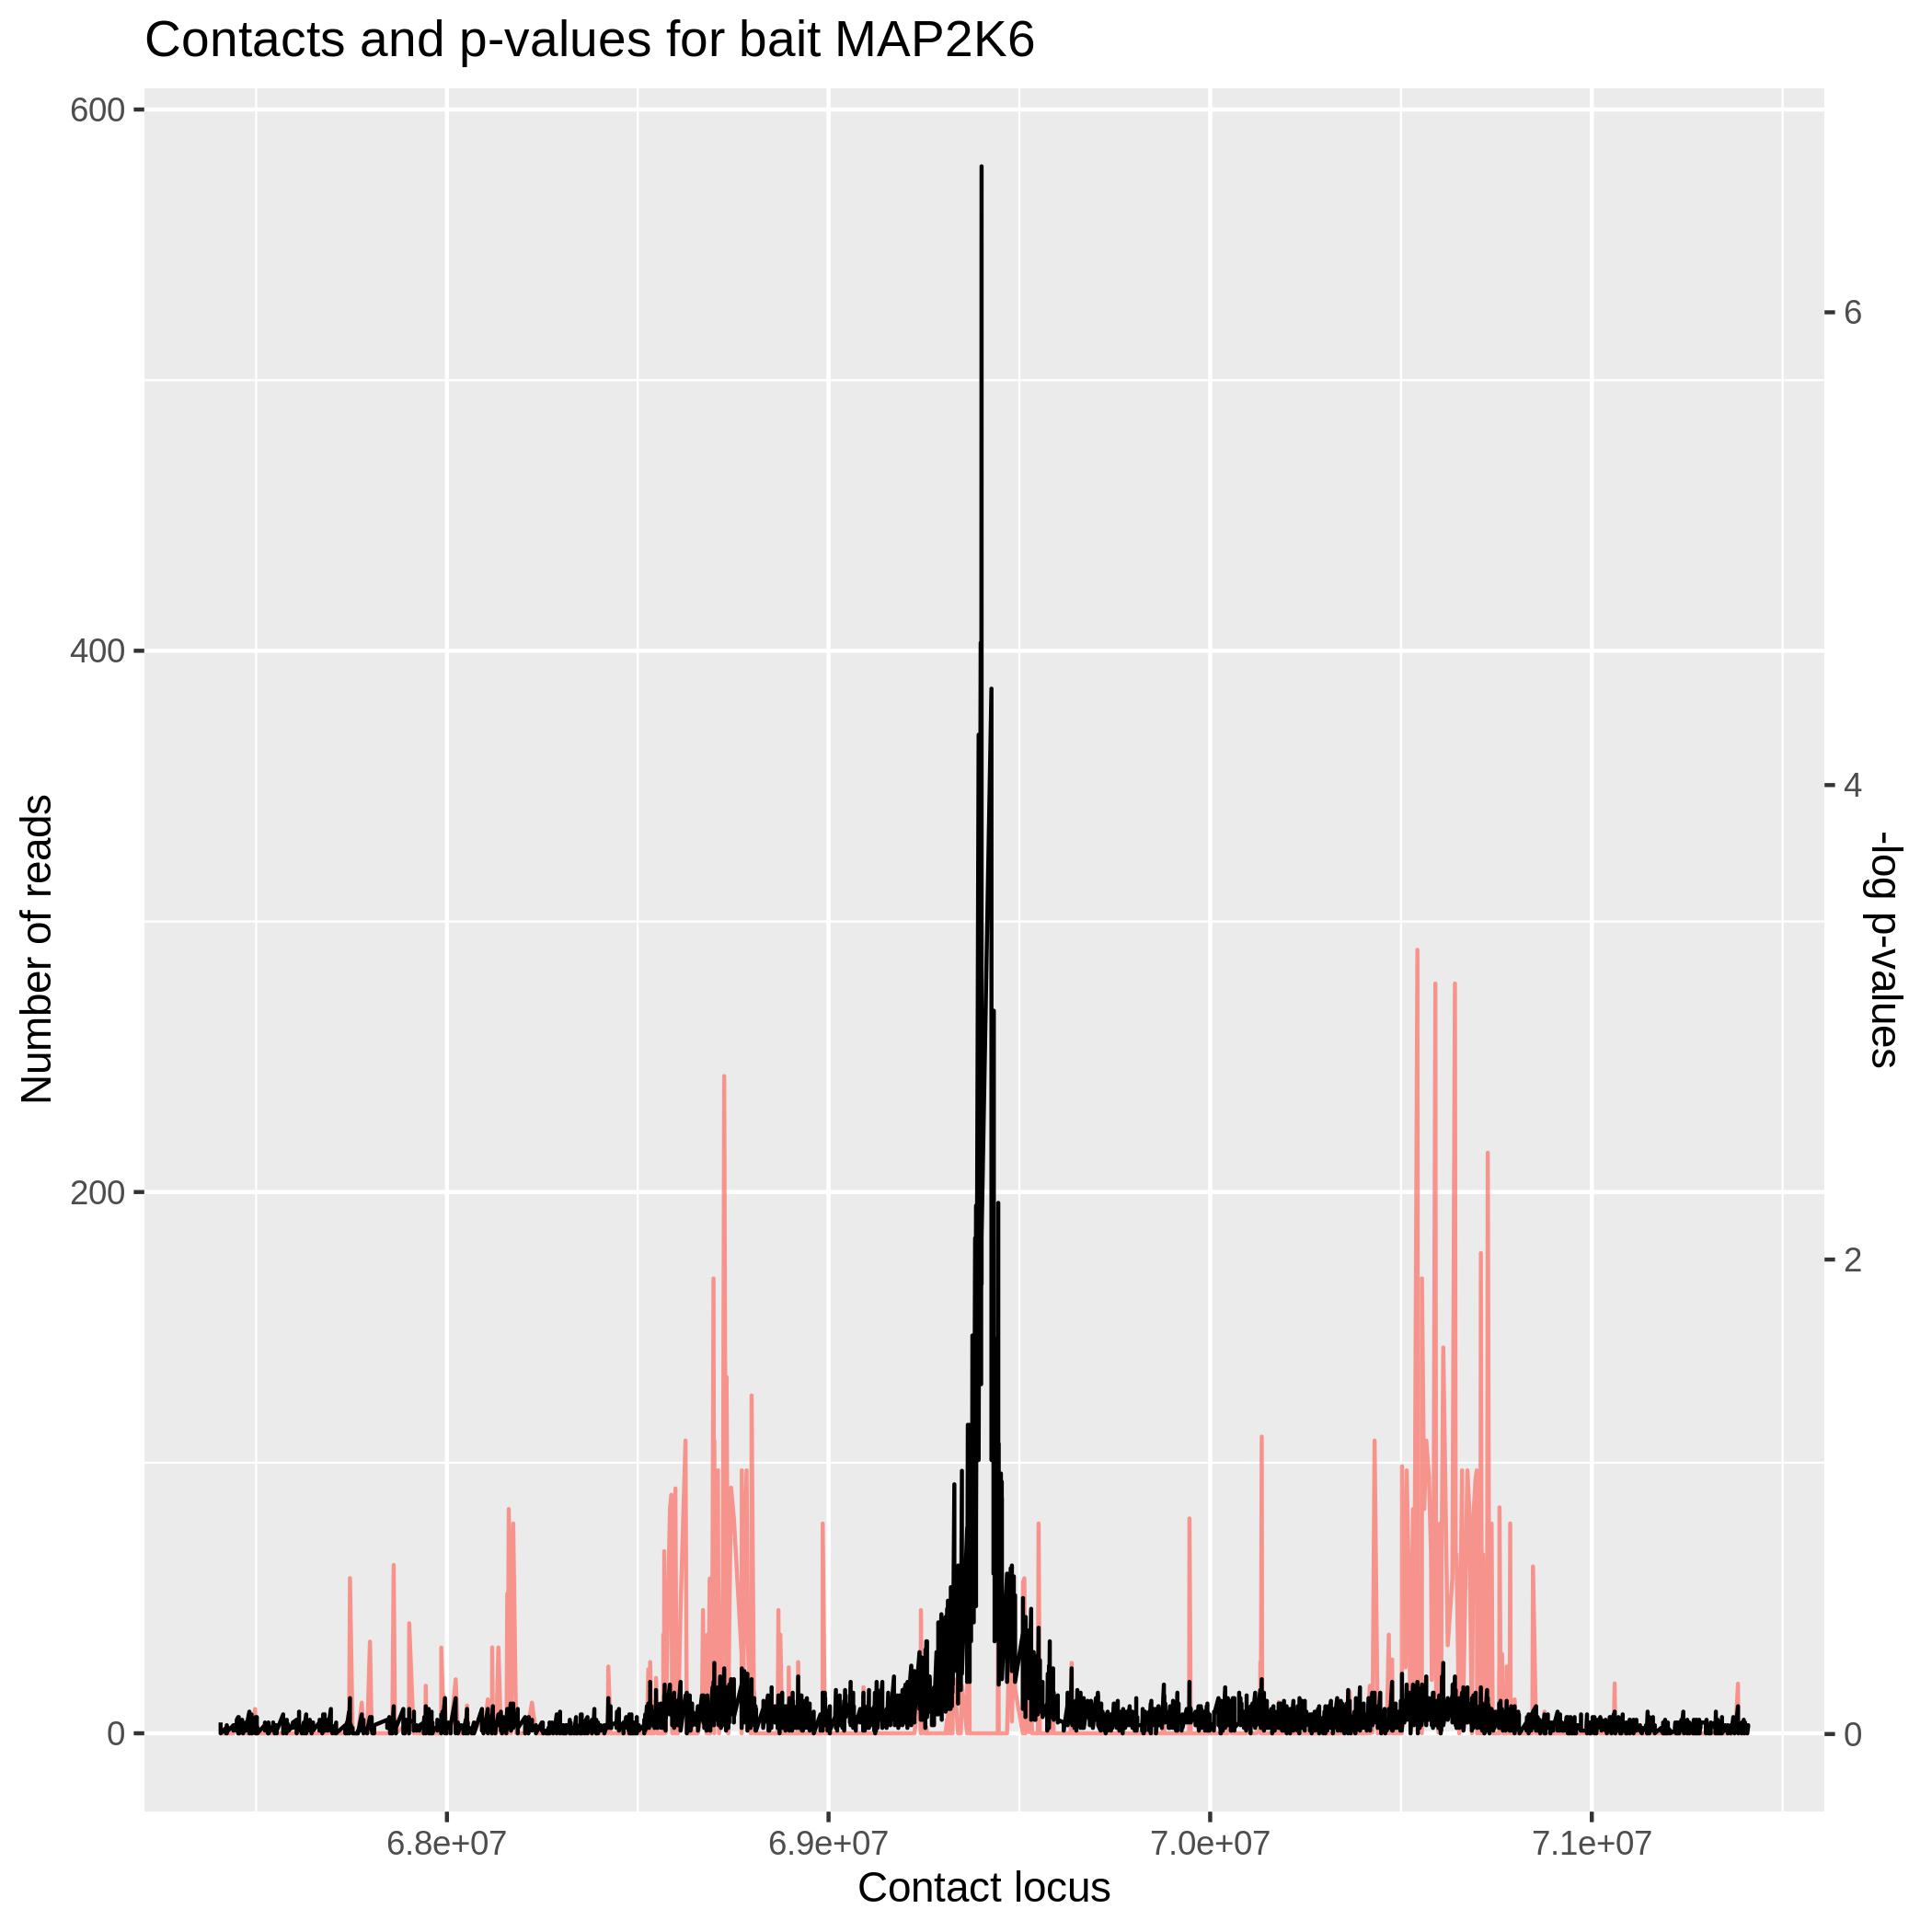 Contacts and p-values for bait MAP2K6
600
400
200
0
Number of reads
6
4
2
0
-log p-values
6.8e+07
6.9e+07
7.0e+07
7.1e+07
Contact locus